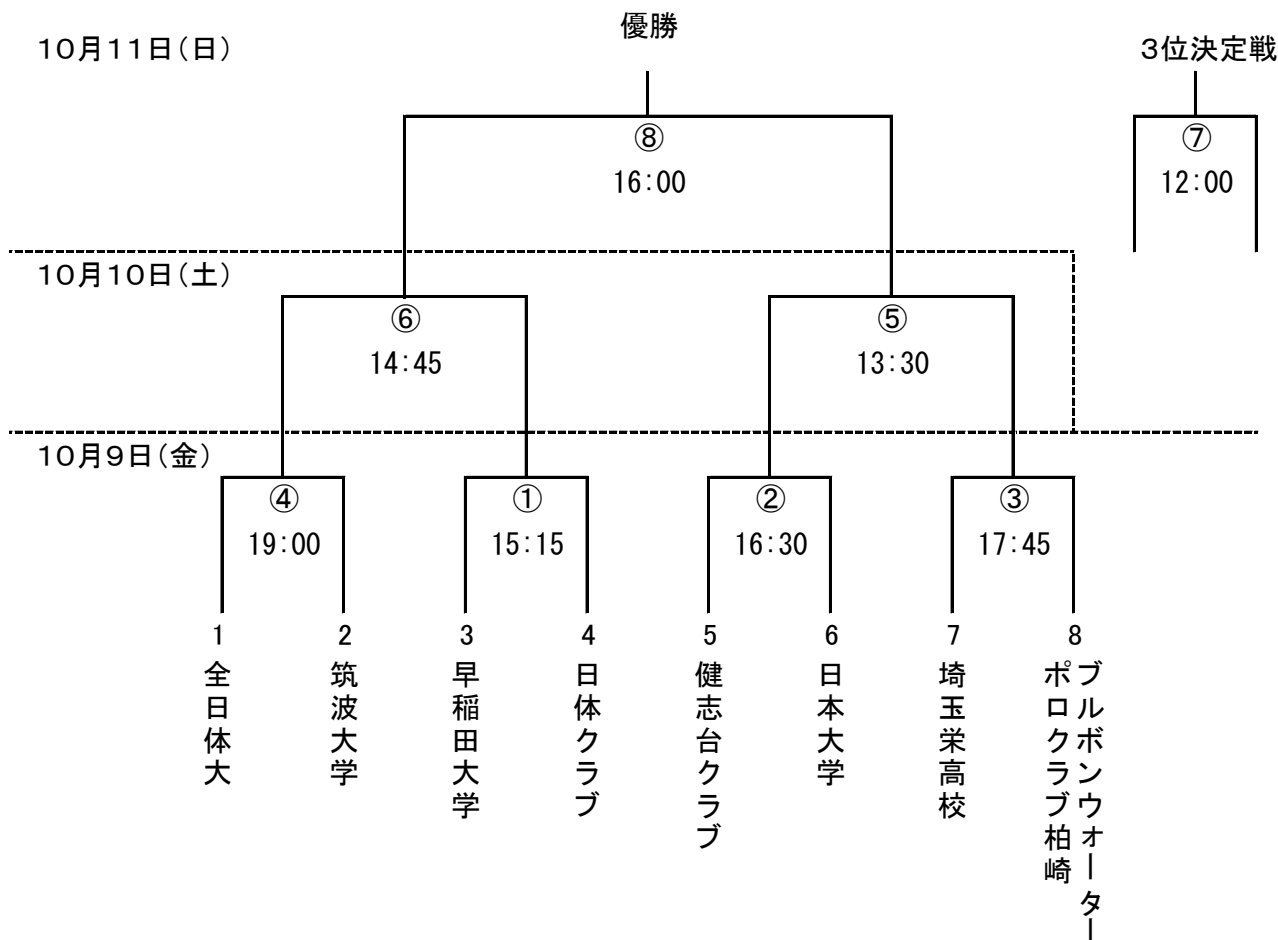 優勝
10月11日(日)
3位決定戦
⑧
⑦
16:00
12:00
10月10日(土)
⑥
⑤
14:45
13:30
10月9日(金)
④
①
②
③
19:00
15:15
16:30
17:45
1
2
3
4
5
6
7
8
全日体大
筑波大学
早稲田大学
日体クラブ
健志台クラブ
日本大学
埼玉栄高校
ブルボンウォーター
ポロクラブ柏崎